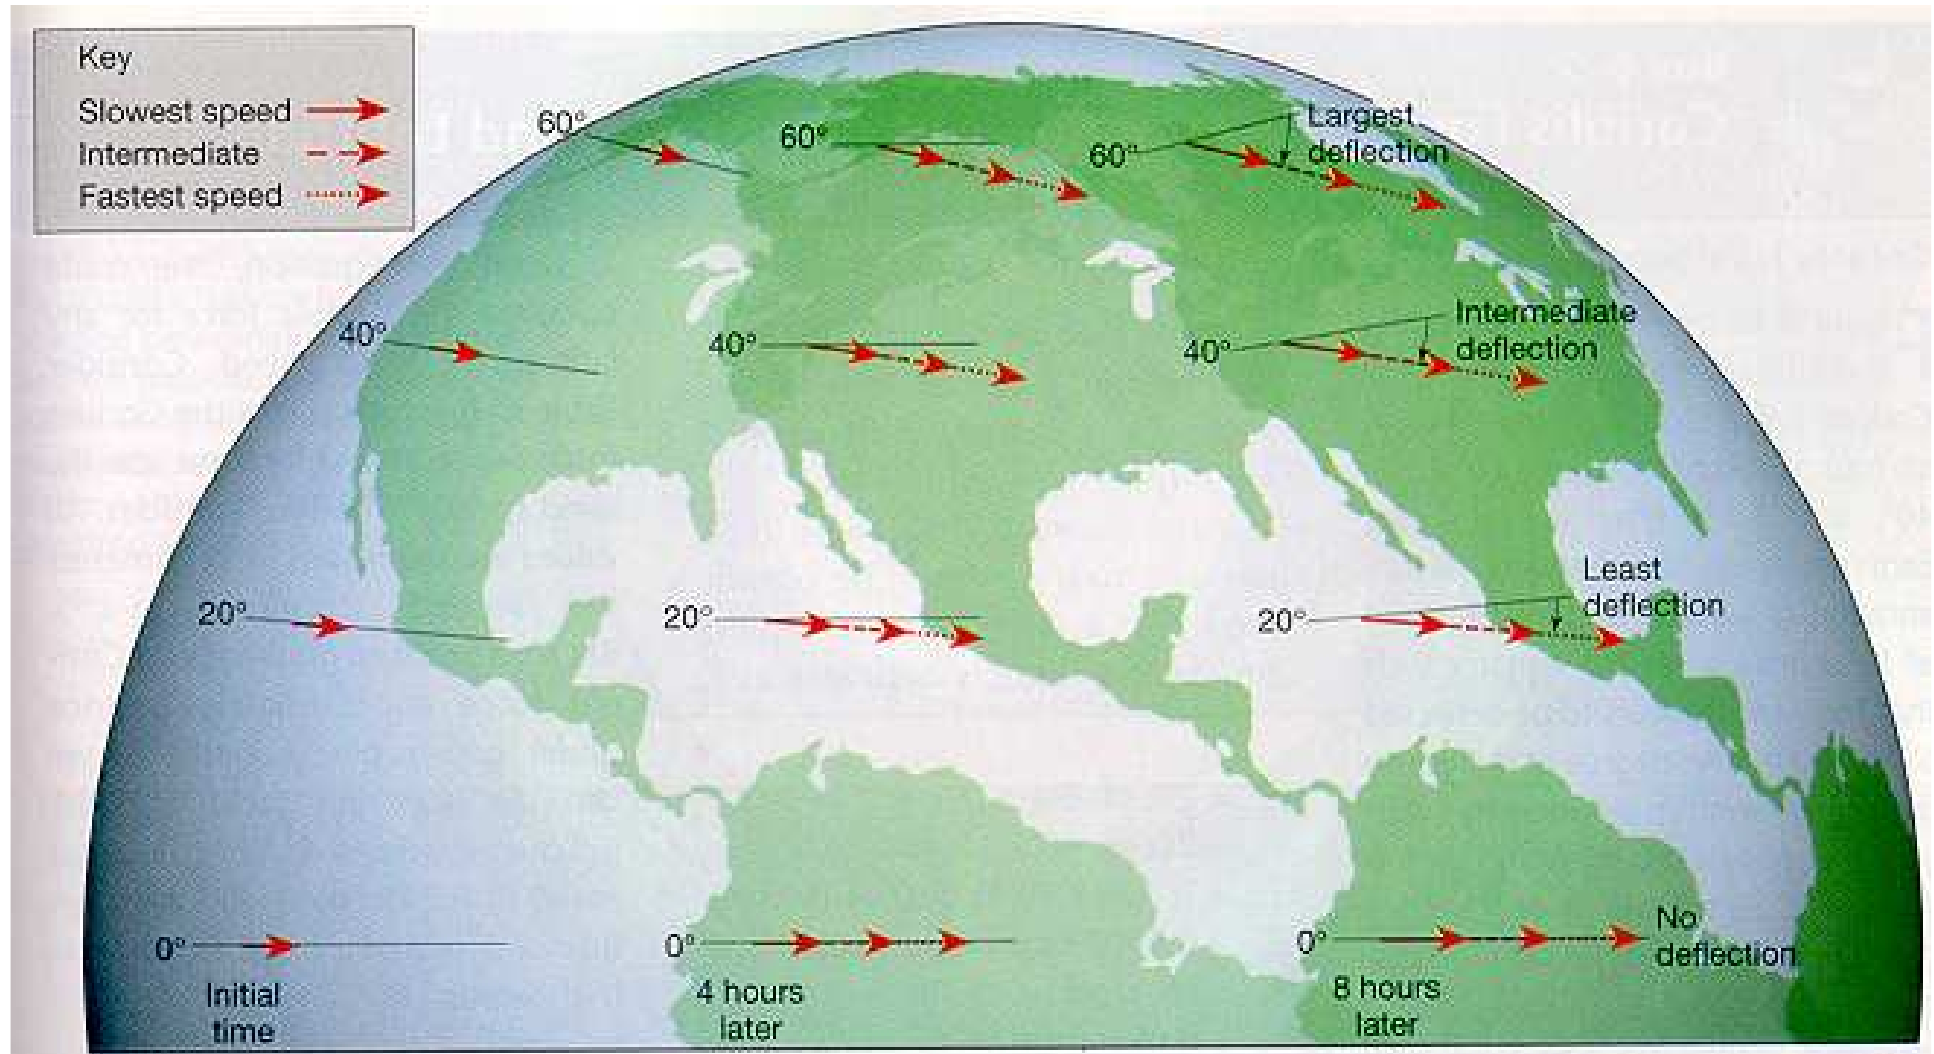 Key
Slowest speed
Intermediate
Fastest speed
60°
60°
60°
Largest
deflection
40°
40°
40°
Intermediate
deflection
20°
20°
20°
Least
deflection
0°
0°
0°
No
deflection
Initial
time
4 hours
later
8 hours
later